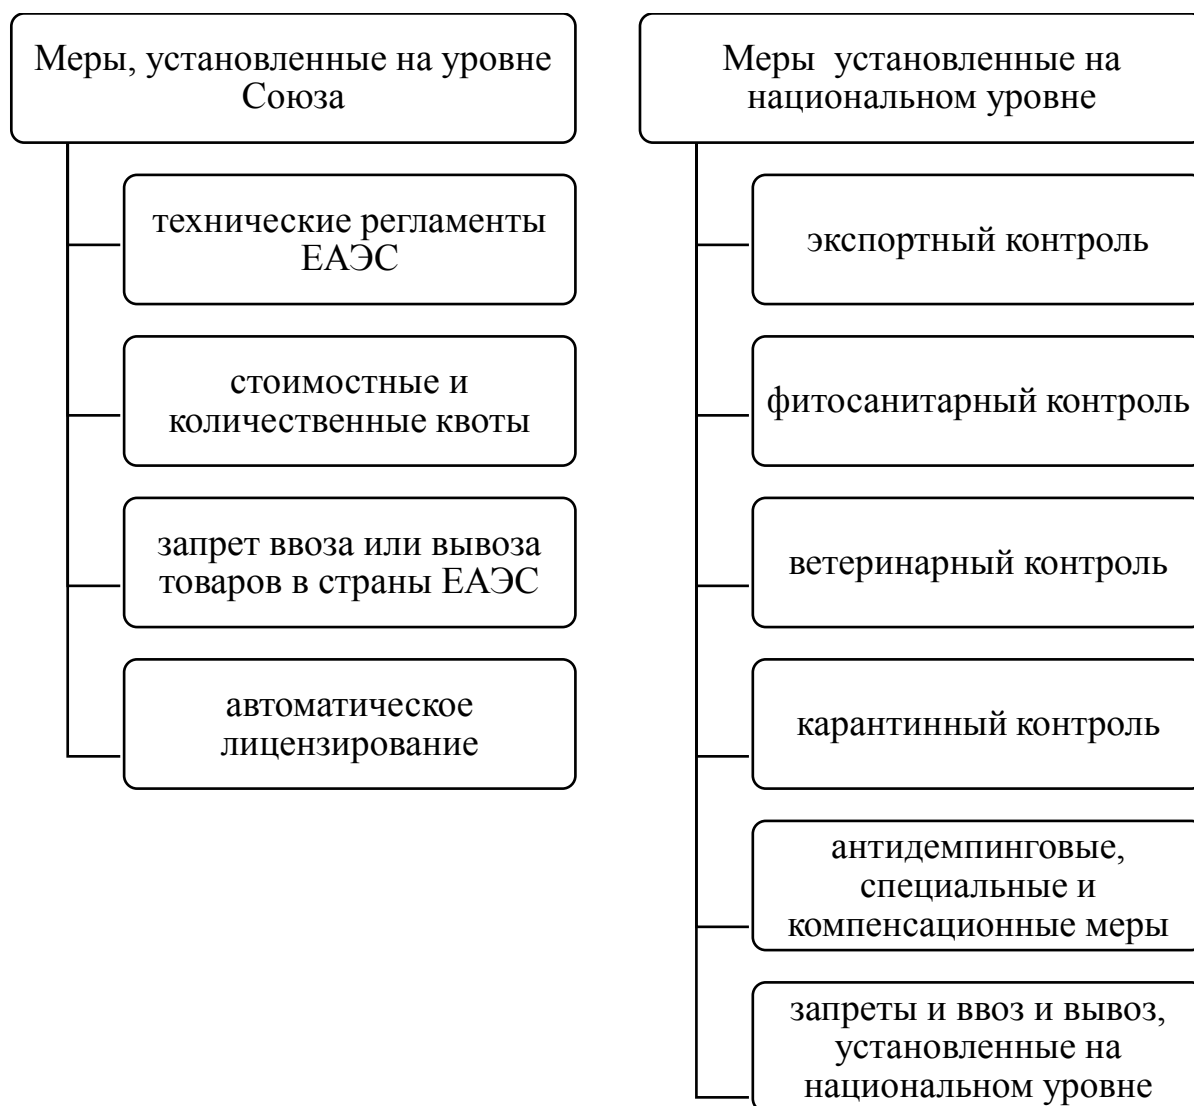 Меры, установленные на уровне
Союза
технические регламенты
ЕАЭС
стоимостные и
количественные квоты
запрет ввоза или вывоза
товаров в страны ЕАЭС
автоматическое
лицензирование
Меры установленные на
национальном уровне
экспортный контроль
фитосанитарный контроль
ветеринарный контроль
карантинный контроль
антидемпинговые,
специальные и
компенсационные меры
запреты и ввоз и вывоз,
установленные на
национальном уровне